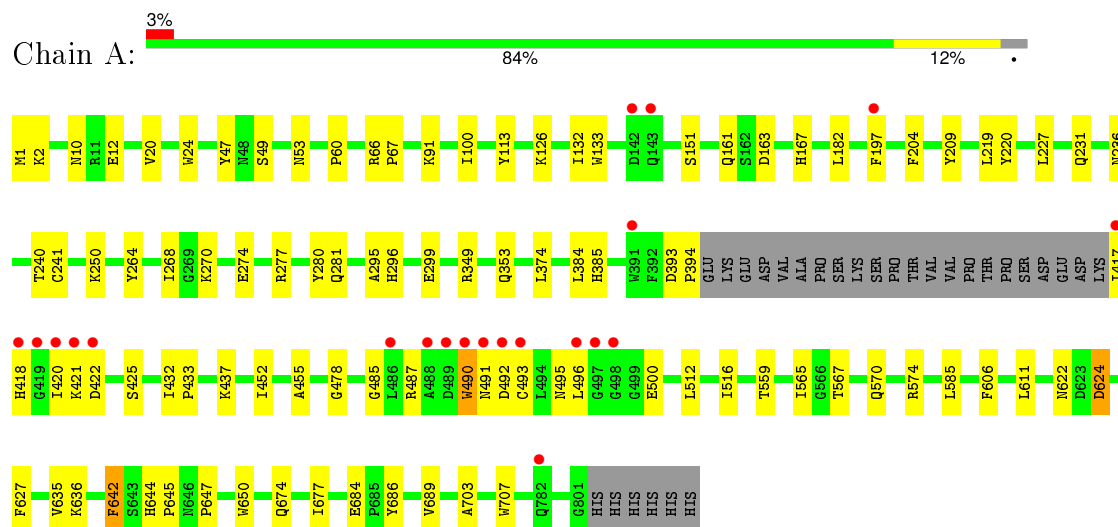 3%
Chain A:
84% 12% •
M1 K2 N10 R11 E12 V20 W24 Y47 N48 S49 N53 P60 R66 P67 K91 I100 Y113 K126 I132 W133 D142 Q143 S151 Q161 S162 D163 H167 L182 F197 F204 Y209 L219 Y220 L227 Q231 N236
T240 C241 K250 Y264 I268 G269 K270 E274 R277 Y280 Q281 A295 H296 E299 R349 Q353 L374 L384 H385 W391 F392 D393 P394 GLU LYS GLU ASP VAL ALA PRO SER LYS SER PRO THR VAL VAL PRO THR PRO SER ASP GLU ASP LYS I417
H418 G419 I420 K421 D422 S425 I432 P433 K437 I452 A455 G478 G485 L486 R487 A488 D489 W490 N491 D492 C493 L494 N495 L496 G497 G498 G499 E500 L512 I516 T559 I565 G566 T567 Q570 R574 L585 F606 L611 N622 D623 D624
F627 V635 K636 F642 S643 H644 P645 N646 P647 W650 Q674 I677 E684 P685 Y686 V689 A703 W707 Q782 G801 HIS HIS HIS HIS HIS HIS